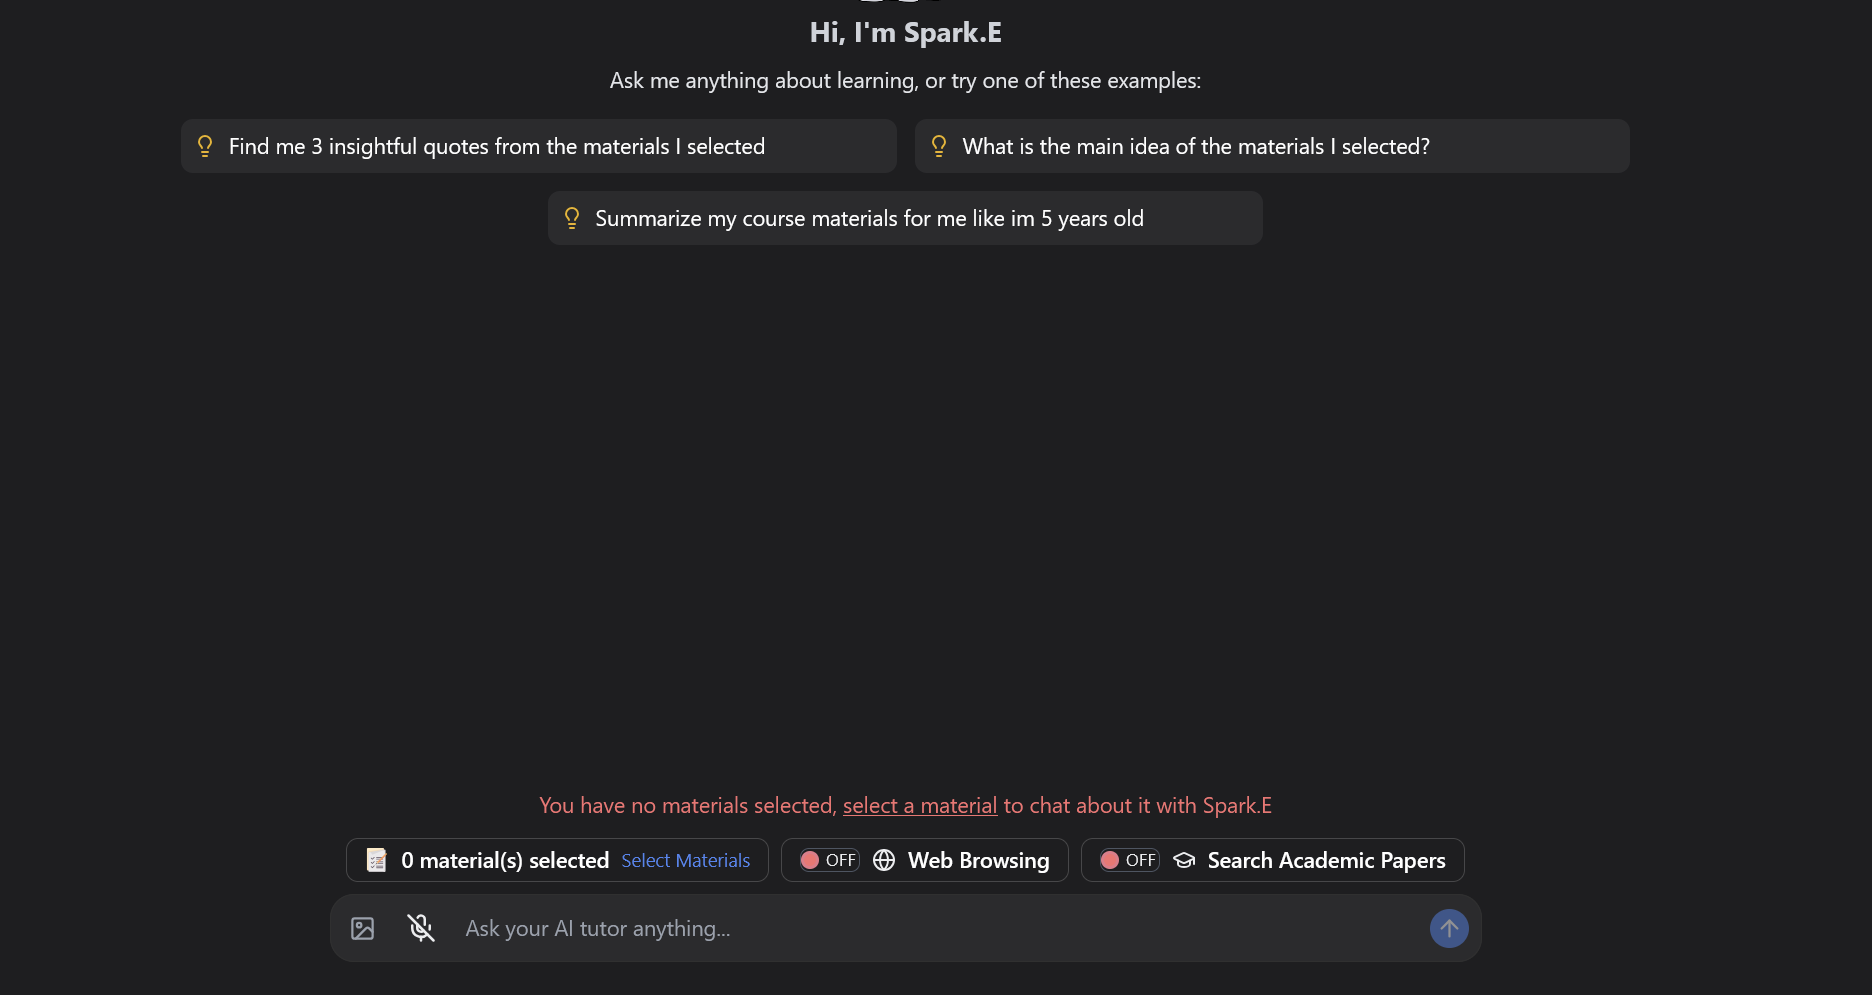 Hi, I'm Spark.E
Ask me anything about learning, or try one of these examples:
Find me 3 insightful quotes from the materials I selected
What is the main idea of the materials I selected?
Summarize my course materials for me like im 5 years old
You have no materials selected, select a material to chat about it with Spark.E
0 material(s) selected Select Materials
OFF Web Browsing
OFF Search Academic Papers
Ask your AI tutor anything...